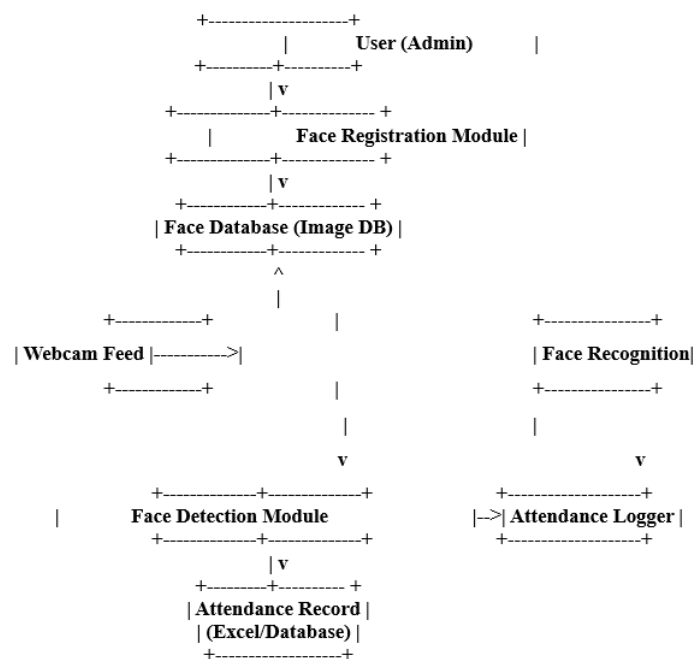 +---------------------+
| User (Admin) |
+----------+----------+
| v
+--------------+-------------- +
| Face Registration Module |
+--------------+-------------- +
| v
+------------+------------- +
| Face Database (Image DB) |
+------------+------------- +
^
|
+-------------+ | +----------------+
| Webcam Feed |----------->| | Face Recognition|
+-------------+ | +----------------+
| |
v v
+--------------+--------------+ +--------------------+
| Face Detection Module |-->| Attendance Logger |
+--------------+--------------+ +--------------------+
| v
+---------+---------- +
| Attendance Record |
| (Excel/Database) |
+-------------------+